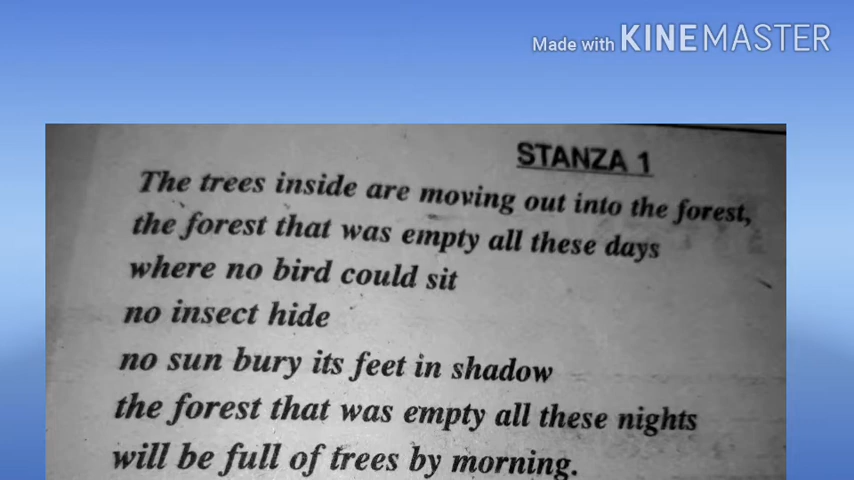 Made with KINEMASTER
STANZA 1
The trees inside are moving out into the forest,
the forest that was empty all these days
where no bird could sit
no insect hide
no sun bury its feet in shadow
the forest that was empty all these nights
will be full of trees by morning.